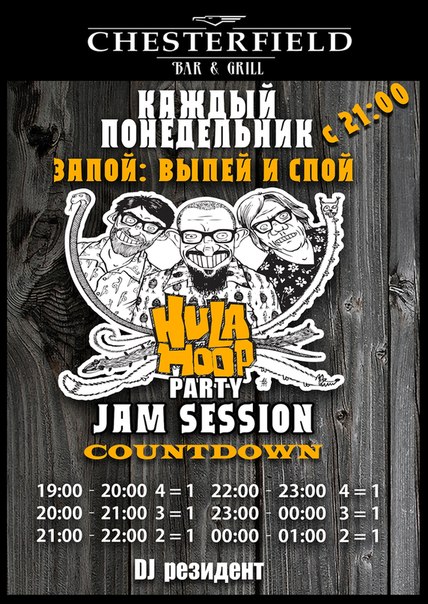 CHESTERFIELD
BAR & GRILL
КАЖДЫЙ
ПОНЕДЕЛЬНИК С 21:00
ЗАПОЙ: ВЫПЕЙ И СПОЙ
HULA
HOOP
PARTY
JAM SESSION
COUNTDOWN
19:00 - 20:00 4 = 1 22:00 - 23:00 4 = 1
20:00 - 21:00 3 = 1 23:00 - 00:00 3 = 1
21:00 - 22:00 2 = 1 00:00 - 01:00 2 = 1
DJ резидент